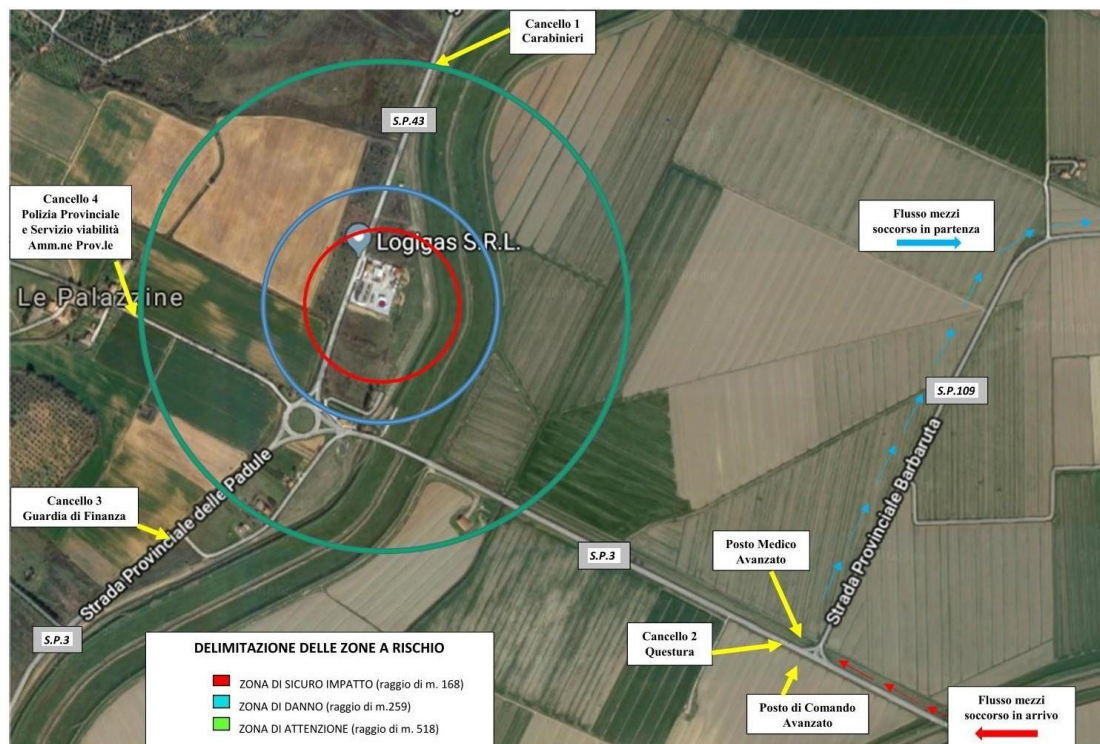 Cancello 1
Carabinieri
S.P.43
Cancello 4
Polizia Provinciale
e Servizio viabilità
Amm.ne Prov.le
Flusso mezzi
soccorso in partenza
Logigas S.R.L.
Le Palazzine
S.P.109
Strada Provinciale Barbaruta
Cancello 3
Guardia di Finanza
Strada Provinciale delle Padule
S.P.3
Posto Medico
Avanzato
Cancello 2
Questura
S.P.3
DELIMITAZIONE DELLE ZONE A RISCHIO
ZONA DI SICURO IMPATTO (raggio di m. 168)
ZONA DI DANNO (raggio di m.259)
ZONA DI ATTENZIONE (raggio di m. 518)
Posto di Comando
Avanzato
Flusso mezzi
soccorso in arrivo